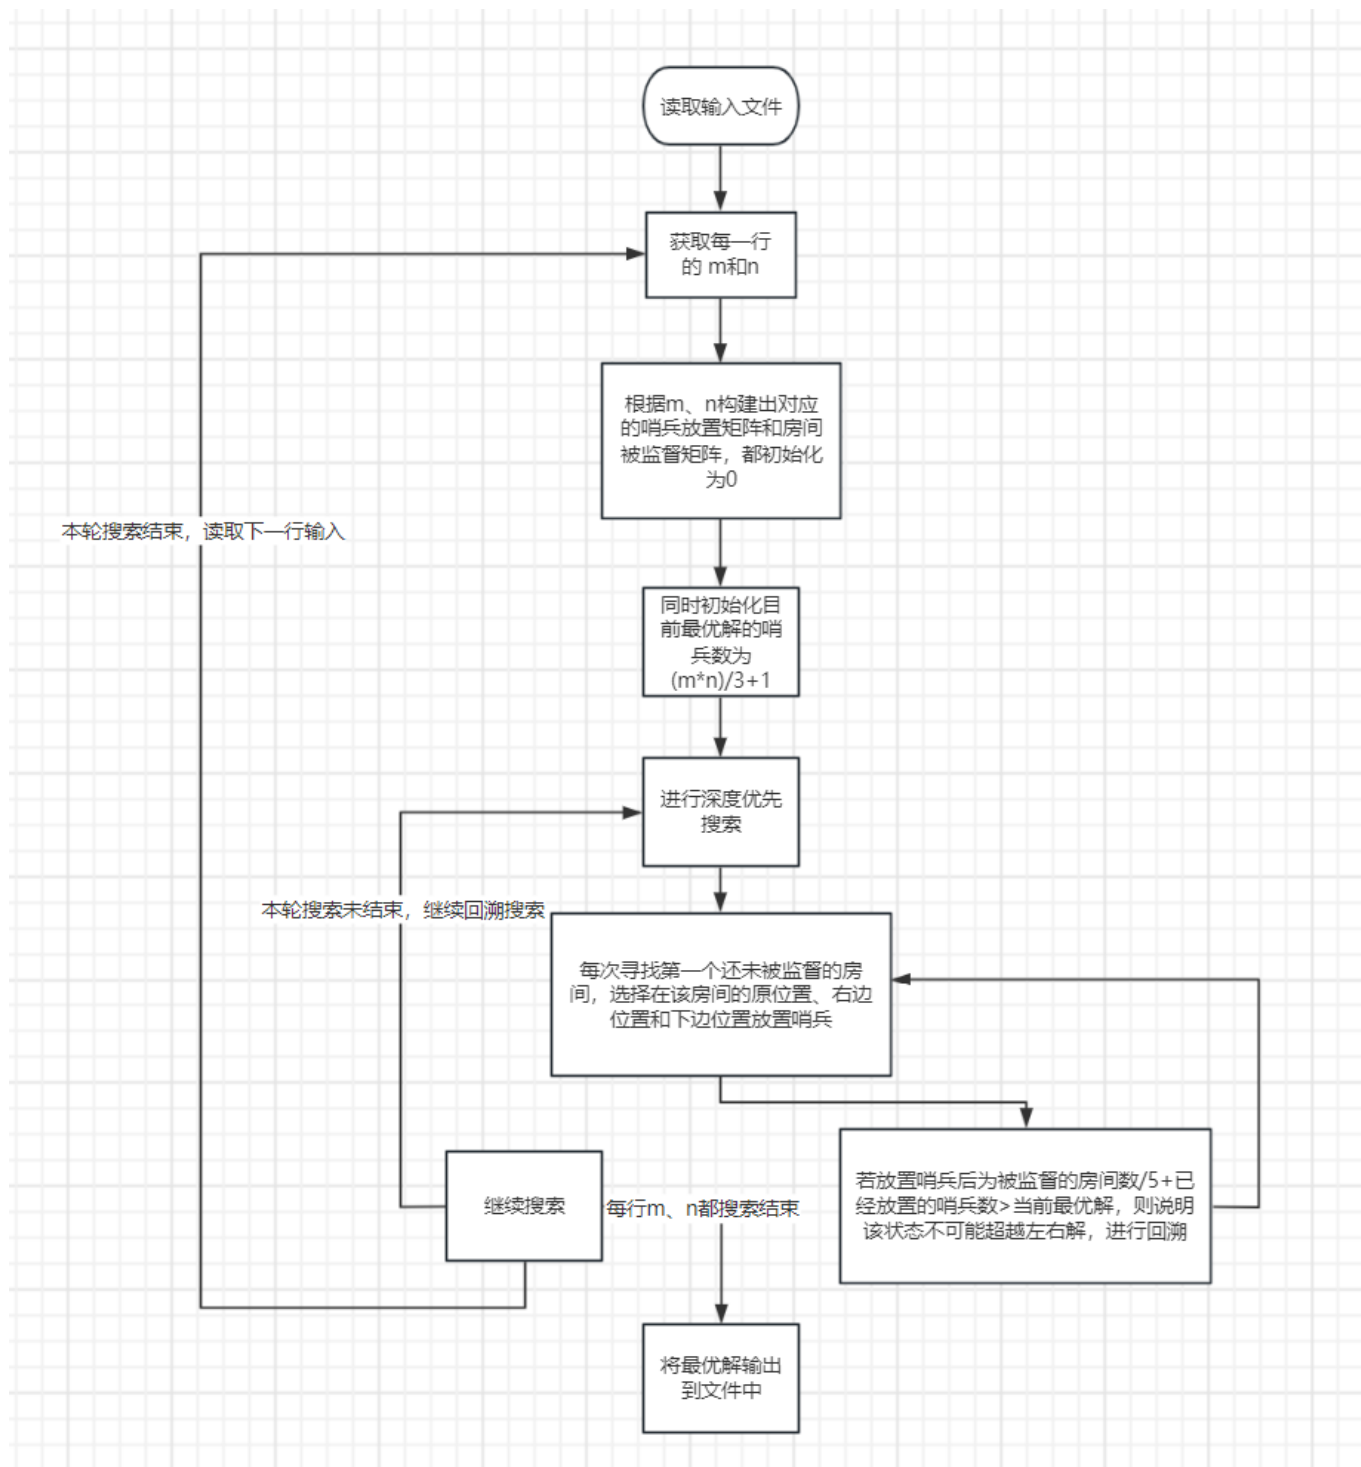 读取输入文件
获取每一行
的 m和n
根据m、n构建出对应
的哨兵放置矩阵和房间
被监督矩阵，都初始化
为0
本轮搜索结束，读取下一行输入
同时初始化目
前最优解的哨
兵数为
(m*n)/3+1
进行深度优先
搜索
本轮搜索未结束，继续回溯搜索
每次寻找第一个还未被监督的房
间，选择在该房间的原位置、右边
位置和下边位置放置哨兵
若放置哨兵后为被监督的房间数/5+已
经放置的哨兵数>当前最优解，则说明
该状态不可能超越左右解，进行回溯
继续搜索
每行m、n都搜索结束
将最优解输出
到文件中